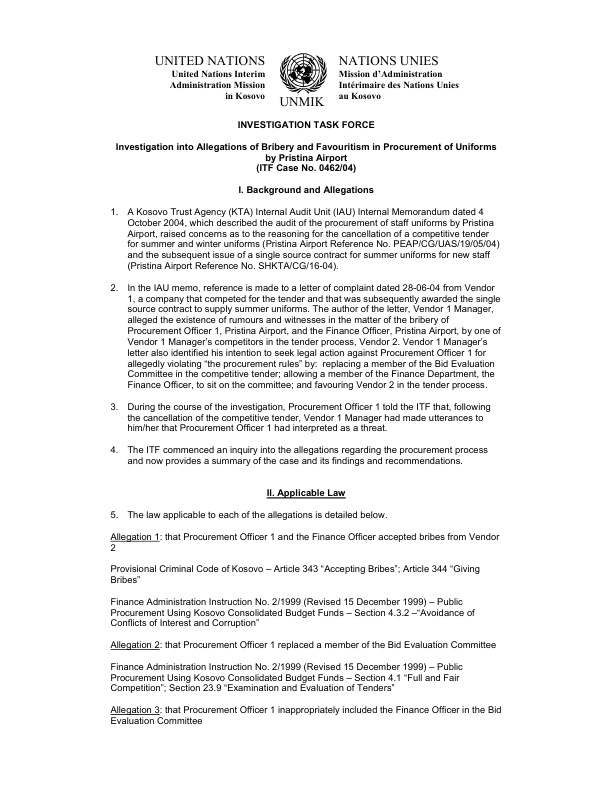 UNITED NATIONS
United Nations Interim
Administration Mission
in Kosovo
UNMIK
NATIONS UNIES
Mission d'Administration
Intérimaire des Nations Unies
au Kosovo
INVESTIGATION TASK FORCE
Investigation into Allegations of Bribery and Favouritism in Procurement of Uniforms
by Pristina Airport
(ITF Case No. 0462/04)
I. Background and Allegations
1. A Kosovo Trust Agency (KTA) Internal Audit Unit (IAU) Internal Memorandum dated 4
October 2004, which described the audit of the procurement of staff uniforms by Pristina
Airport, raised concerns as to the reasoning for the cancellation of a competitive tender
for summer and winter uniforms (Pristina Airport Reference No. PEAP/CG/UAS/19/05/04)
and the subsequent issue of a single source contract for summer uniforms for new staff
(Pristina Airport Reference No. SHKTA/CG/16-04).
2. In the IAU memo, reference is made to a letter of complaint dated 28-06-04 from Vendor
1, a company that competed for the tender and that was subsequently awarded the single
source contract to supply summer uniforms. The author of the letter, Vendor 1 Manager,
alleged the existence of rumours and witnesses in the matter of the bribery of
Procurement Officer 1, Pristina Airport, and the Finance Officer, Pristina Airport, by one of
Vendor 1 Manager's competitors in the tender process, Vendor 2. Vendor 1 Manager's
letter also identified his intention to seek legal action against Procurement Officer 1 for
allegedly violating "the procurement rules" by: replacing a member of the Bid Evaluation
Committee in the competitive tender; allowing a member of the Finance Department, the
Finance Officer, to sit on the committee; and favouring Vendor 2 in the tender process.
3. During the course of the investigation, Procurement Officer 1 told the ITF that, following
the cancellation of the competitive tender, Vendor 1 Manager had made utterances to
him/her that Procurement Officer 1 had interpreted as a threat.
4. The ITF commenced an inquiry into the allegations regarding the procurement process
and now provides a summary of the case and its findings and recommendations.
II. Applicable Law
5. The law applicable to each of the allegations is detailed below.
Allegation 1: that Procurement Officer 1 and the Finance Officer accepted bribes from Vendor
2
Provisional Criminal Code of Kosovo – Article 343 "Accepting Bribes"; Article 344 "Giving
Bribes"
Finance Administration Instruction No. 2/1999 (Revised 15 December 1999) – Public
Procurement Using Kosovo Consolidated Budget Funds – Section 4.3.2 –"Avoidance of
Conflicts of Interest and Corruption"
Allegation 2: that Procurement Officer 1 replaced a member of the Bid Evaluation Committee
Finance Administration Instruction No. 2/1999 (Revised 15 December 1999) – Public
Procurement Using Kosovo Consolidated Budget Funds – Section 4.1 "Full and Fair
Competition"; Section 23.9 "Examination and Evaluation of Tenders"
Allegation 3: that Procurement Officer 1 inappropriately included the Finance Officer in the Bid
Evaluation Committee